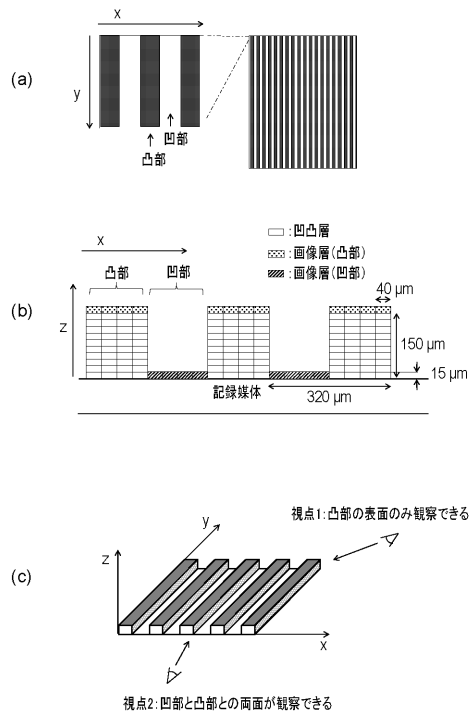 (a)
x
y
凹部
凸部
□:凹凸層
x
:画像層(凸部)
凸部 凹部
:画像層(凹部)
40 μm
(b)
z
150 μm
15 μm
記録媒体
320 μm
視点1:凸部の表面のみ観察できる
y
z
(c)
x
視点2:凹部と凸部との両面が観察できる